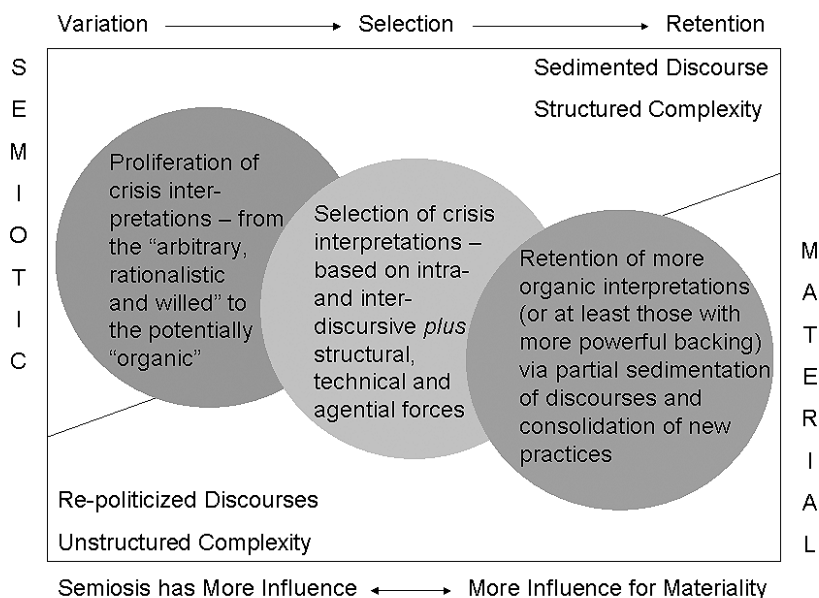 Variation Selection Retention
SEMIOTIC
Sedimented Discourse
Structured Complexity
Proliferation of
crisis inter-
pretations – from
the “arbitrary,
rationalistic
and willed” to
the potentially
“organic”
Selection of crisis
interpretations –
based on intra-
and inter-
discursive plus
structural,
technical and
agential forces
Retention of more
organic interpretations
(or at least those with
more powerful backing)
via partial sedimentation
of discourses and
consolidation of new
practices
MATERIAL
Re-politicized Discourses
Unstructured Complexity
Semiosis has More Influence More Influence for Materiality